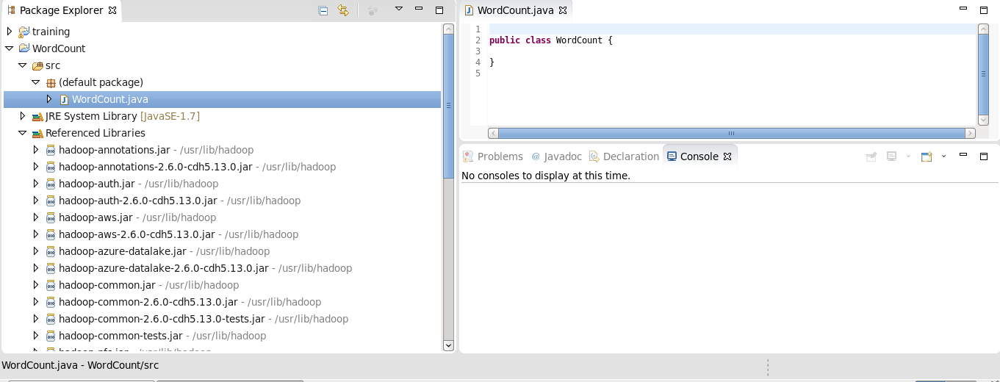 Package Explorer
training
WordCount
src
(default package)
WordCount.java
JRE System Library [JavaSE-1.7]
Referenced Libraries
hadoop-annotations.jar - /usr/lib/hadoop
hadoop-annotations-2.6.0-cdh5.13.0.jar - /usr/lib/hadoop
hadoop-auth.jar - /usr/lib/hadoop
hadoop-auth-2.6.0-cdh5.13.0.jar - /usr/lib/hadoop
hadoop-aws.jar - /usr/lib/hadoop
hadoop-aws-2.6.0-cdh5.13.0.jar - /usr/lib/hadoop
hadoop-azure-datalake.jar - /usr/lib/hadoop
hadoop-azure-datalake-2.6.0-cdh5.13.0.jar - /usr/lib/hadoop
hadoop-common.jar - /usr/lib/hadoop
hadoop-common-2.6.0-cdh5.13.0.jar - /usr/lib/hadoop
hadoop-common-2.6.0-cdh5.13.0-tests.jar - /usr/lib/hadoop
hadoop-common-tests.jar - /usr/lib/hadoop
WordCount.java
1
2 public class WordCount {
3
4 }
5
Problems @ Javadoc Declaration Console
No consoles to display at this time.
WordCount.java - WordCount/src